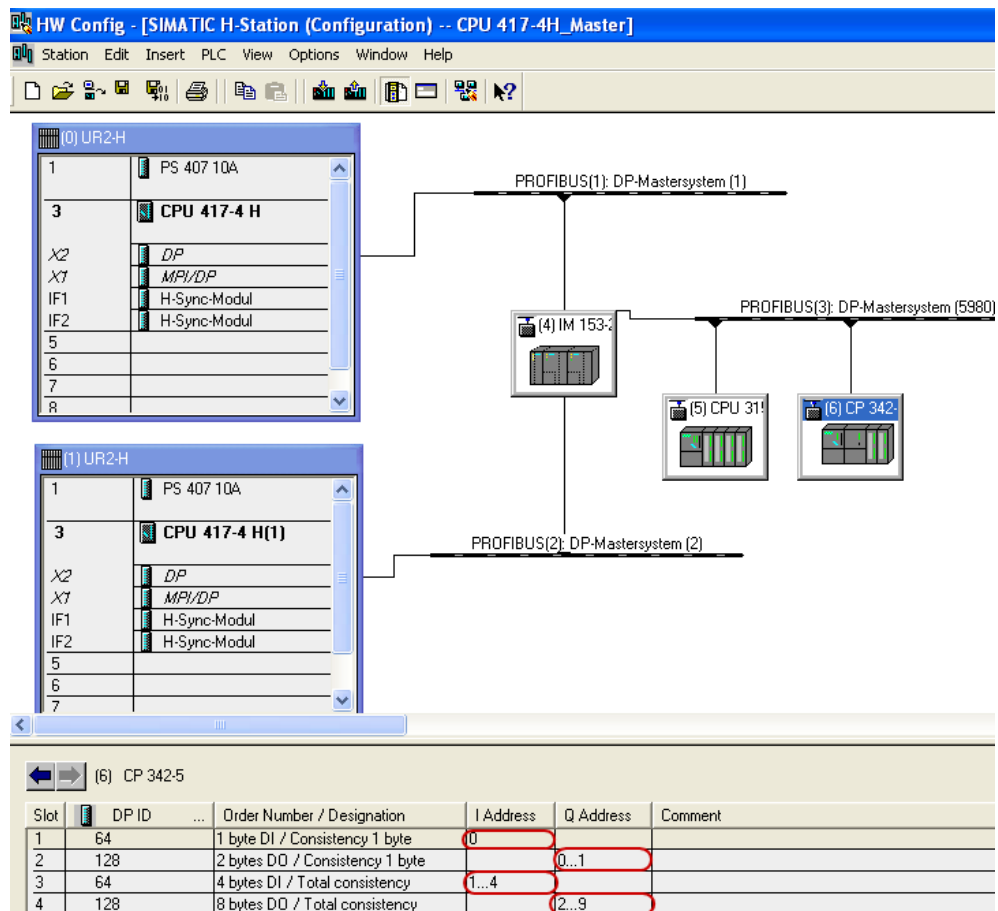 HW Config - [SIMATIC H-Station (Configuration) -- CPU 417-4H_Master]
Station Edit Insert PLC View Options Window Help
(0) UR2-H
1 PS 407 10A
3 CPU 417-4 H
X2 DP
X1 MPI/DP
IF1 H-Sync-Modul
IF2 H-Sync-Modul
5
6
7
8
PROFIBUS(1): DP-Mastersystem (1)
(4) IM 153-2
PROFIBUS(3): DP-Mastersystem (5980)
(5) CPU 31
(6) CP 342-
(1) UR2-H
1 PS 407 10A
3 CPU 417-4 H(1)
X2 DP
X1 MPI/DP
IF1 H-Sync-Modul
IF2 H-Sync-Modul
5
6
7
PROFIBUS(2): DP-Mastersystem (2)
(6) CP 342-5
Slot DP ID ... Order Number / Designation I Address Q Address Comment
1 64 1 byte DI / Consistency 1 byte 0
2 128 2 bytes DO / Consistency 1 byte 0...1
3 64 4 bytes DI / Total consistency 1...4
4 128 8 bytes DO / Total consistency 2...9